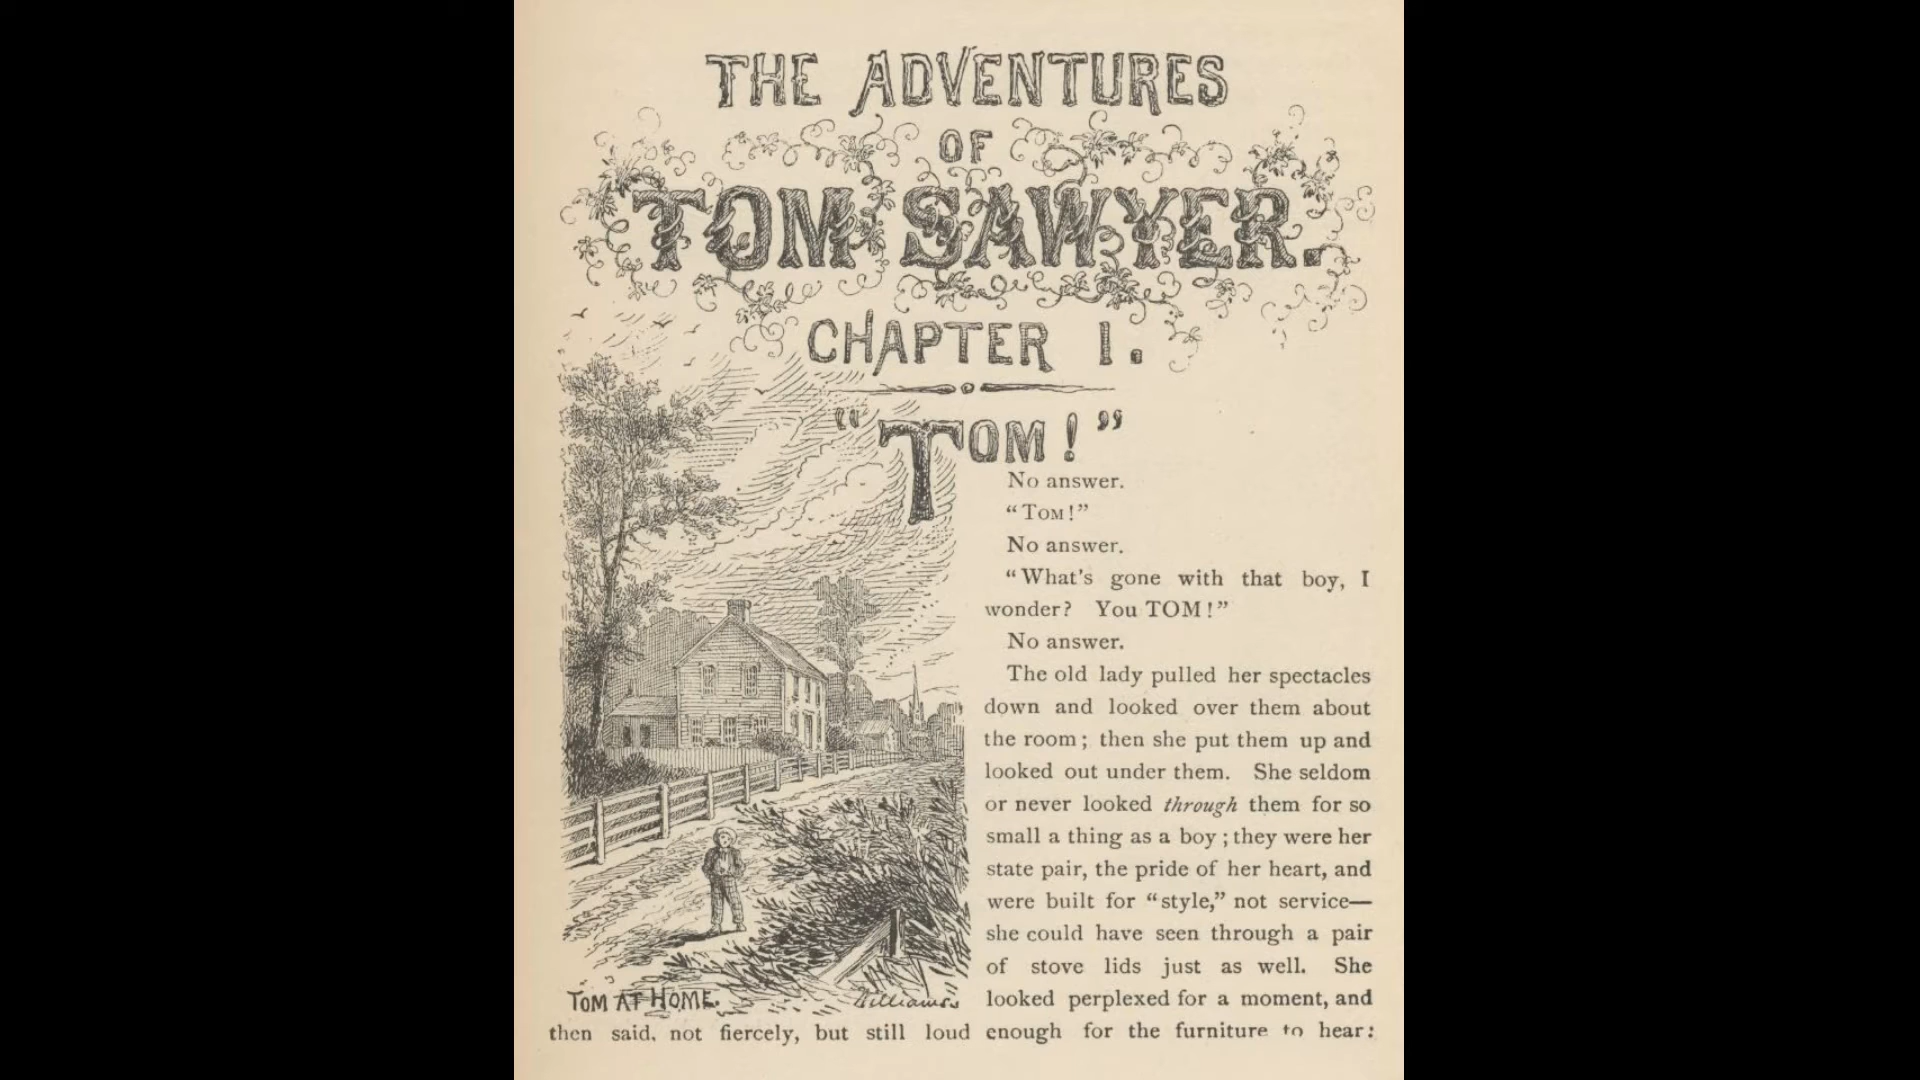 THE ADVENTURES
OF
TOM SAWYER.
CHAPTER I.
"TOM!"
No answer.
"TOM!"
No answer.
"What's gone with that boy, I
wonder? You TOM!"
No answer.
The old lady pulled her spectacles
down and looked over them about
the room; then she put them up and
looked out under them. She seldom
or never looked through them for so
small a thing as a boy; they were her
state pair, the pride of her heart, and
were built for "style," not service—
she could have seen through a pair
of stove lids just as well. She
looked perplexed for a moment, and
TOM AT HOME.
Williams
then said, not fiercely, but still loud enough for the furniture to hear: